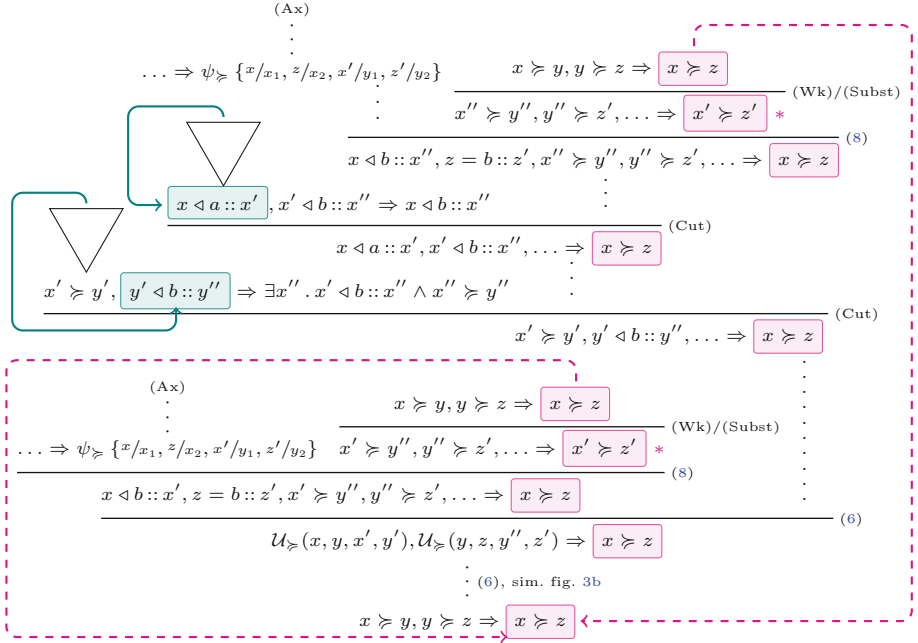 (Ax)
… ⇒ ψ≽ {x/x₁, z/x₂, x′/y₁, z′/y₂}
x ≽ y, y ≽ z ⇒ x ≽ z
(Wk)/(Subst)
x′′ ≽ y′′, y′′ ≽ z′, … ⇒ x′ ≽ z′ *
(8)
x ◃ b :: x′′, z = b :: z′, x′′ ≽ y′′, y′′ ≽ z′, … ⇒ x ≽ z
x ◃ a :: x′, x′ ◃ b :: x′′ ⇒ x ◃ b :: x′′
(Cut)
x ◃ a :: x′, x′ ◃ b :: x′′, … ⇒ x ≽ z
x′ ≽ y′, y′ ◃ b :: y′′ ⇒ ∃x′′ . x′ ◃ b :: x′′ ∧ x′′ ≽ y′′
(Cut)
x′ ≽ y′, y′ ◃ b :: y′′, … ⇒ x ≽ z
(Ax)
x ≽ y, y ≽ z ⇒ x ≽ z
(Wk)/(Subst)
… ⇒ ψ≽ {x/x₁, z/x₂, x′/y₁, z′/y₂} x′ ≽ y′′, y′′ ≽ z′, … ⇒ x′ ≽ z′ *
(8)
x ◃ b :: x′, z = b :: z′, x′ ≽ y′′, y′′ ≽ z′, … ⇒ x ≽ z
(6)
𝒰≽(x, y, x′, y′), 𝒰≽(y, z, y′′, z′) ⇒ x ≽ z
(6), sim. fig. 3b
x ≽ y, y ≽ z ⇒ x ≽ z